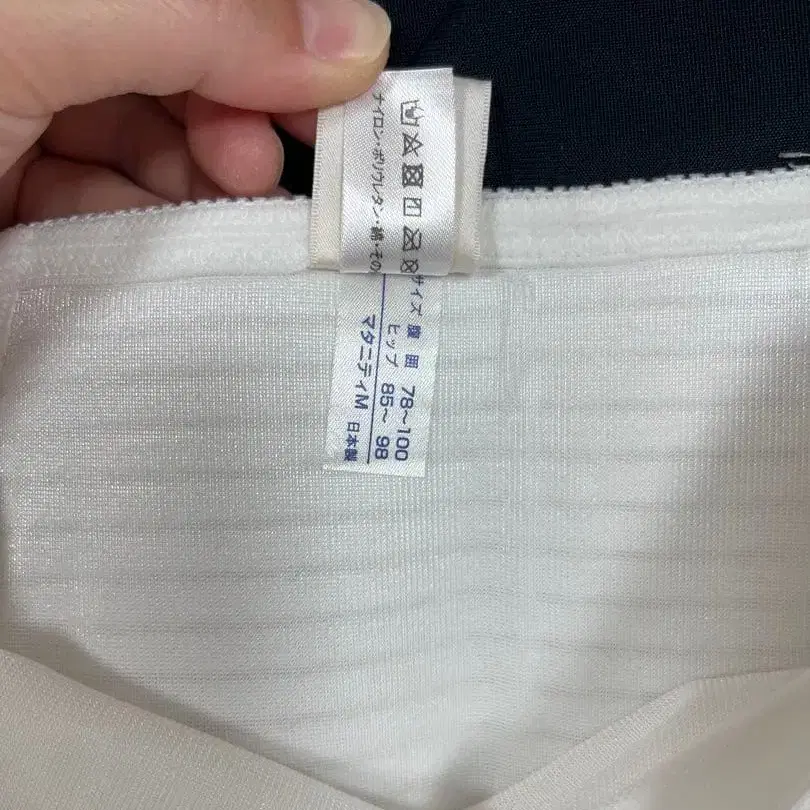 ナイロン・ポリウレタン・綿・その
サイズ
腹囲 78～100
ヒップ 85～98
マタニティM 日本製